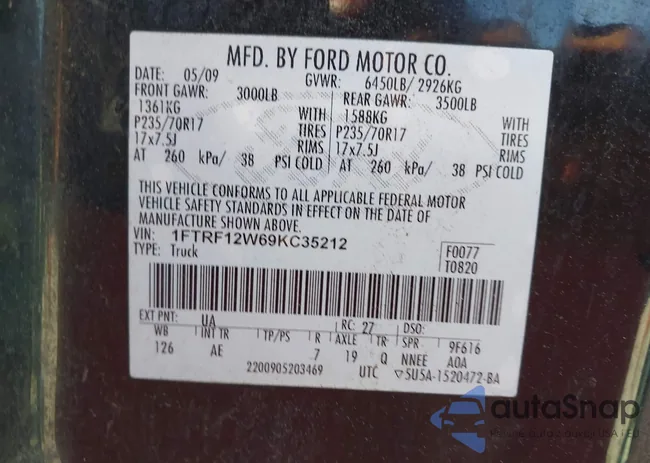 MFD. BY FORD MOTOR CO.
DATE: 05/09 GVWR: 6450LB/ 2926KG
FRONT GAWR: 3000LB REAR GAWR: 3500LB
1361KG WITH 1588KG WITH
P235/70R17 TIRES P235/70R17 TIRES
17x7.5J RIMS 17x7.5J RIMS
AT 260 kPa/ 38 PSI COLD AT 260 kPa/ 38 PSI COLD
THIS VEHICLE CONFORMS TO ALL APPLICABLE FEDERAL MOTOR
VEHICLE SAFETY STANDARDS IN EFFECT ON THE DATE OF
MANUFACTURE SHOWN ABOVE.
VIN: 1FTRF12W69KC35212
TYPE: Truck
F0077
T0820
EXT PNT: UA RC: 27 DSO:
WB INT TR TP/PS R AXLE TR SPR 9F616
126 AE 7 19 Q NNEE A0A
2200905203469 UTC 5U5A-1520472-BA
autaSnap